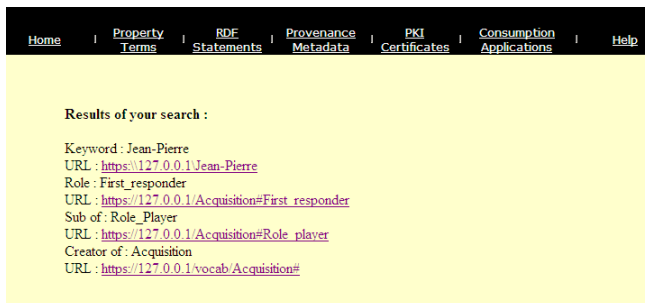 Home | Property Terms | RDF Statements | Provenance Metadata | PKI Certificates | Consumption Applications | Help
Results of your search :
Keyword : Jean-Pierre
URL : https:\\127.0.0.1\Jean-Pierre
Role : First_responder
URL : https://127.0.0.1/Acquisition#First_responder
Sub of : Role_Player
URL : https://127.0.0.1/Acquisition#Role_player
Creator of : Acquisition
URL : https://127.0.0.1/vocab/Acquisition#